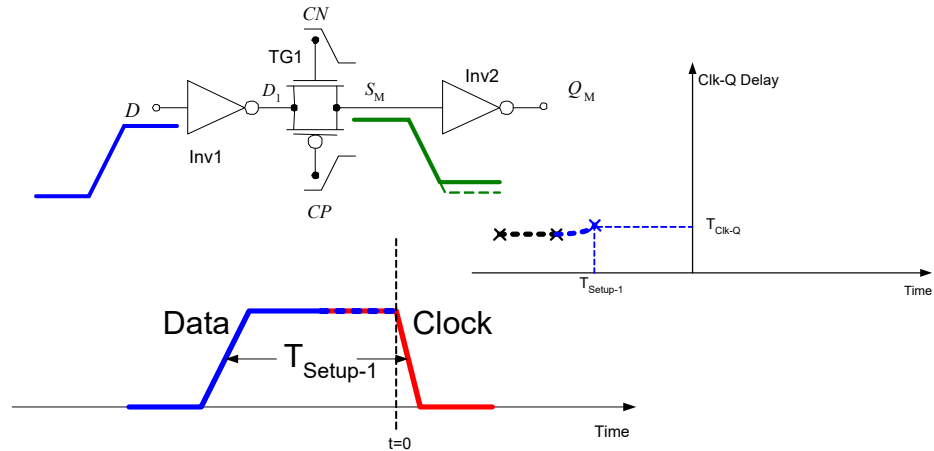 CN
TG1
Inv2
D
D1
SM
QM
Inv1
CP
Clk-Q Delay
TClk-Q
TSetup-1
Time
Data
Clock
TSetup-1
Time
t=0